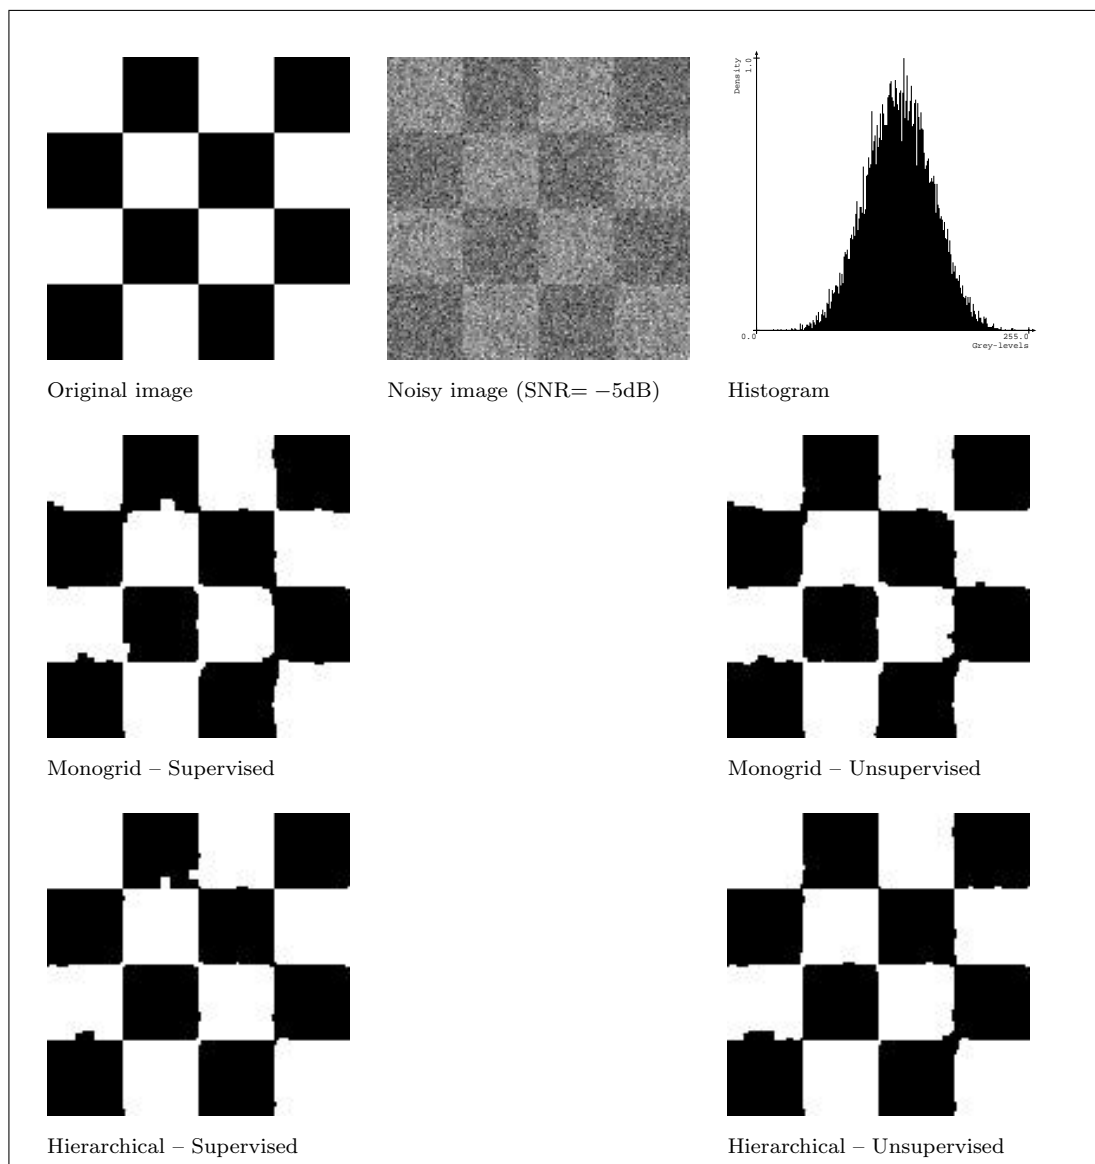 Density
1.0
0.0
255.0
Grey-levels
Original image
Noisy image (SNR= −5dB)
Histogram
Monogrid – Supervised
Monogrid – Unsupervised
Hierarchical – Supervised
Hierarchical – Unsupervised